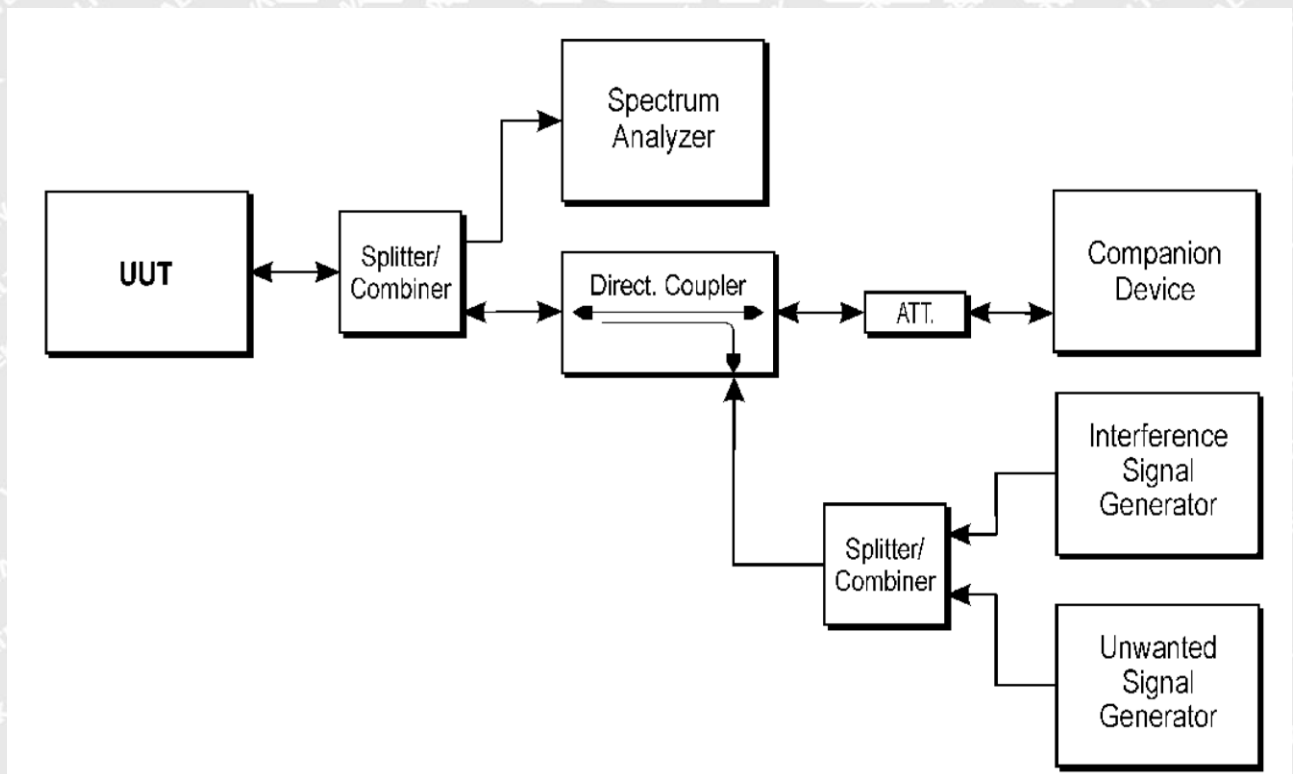 Spectrum
Analyzer
UUT
Splitter/
Combiner
Direct. Coupler
ATT.
Companion
Device
Interference
Signal
Generator
Splitter/
Combiner
Unwanted
Signal
Generator